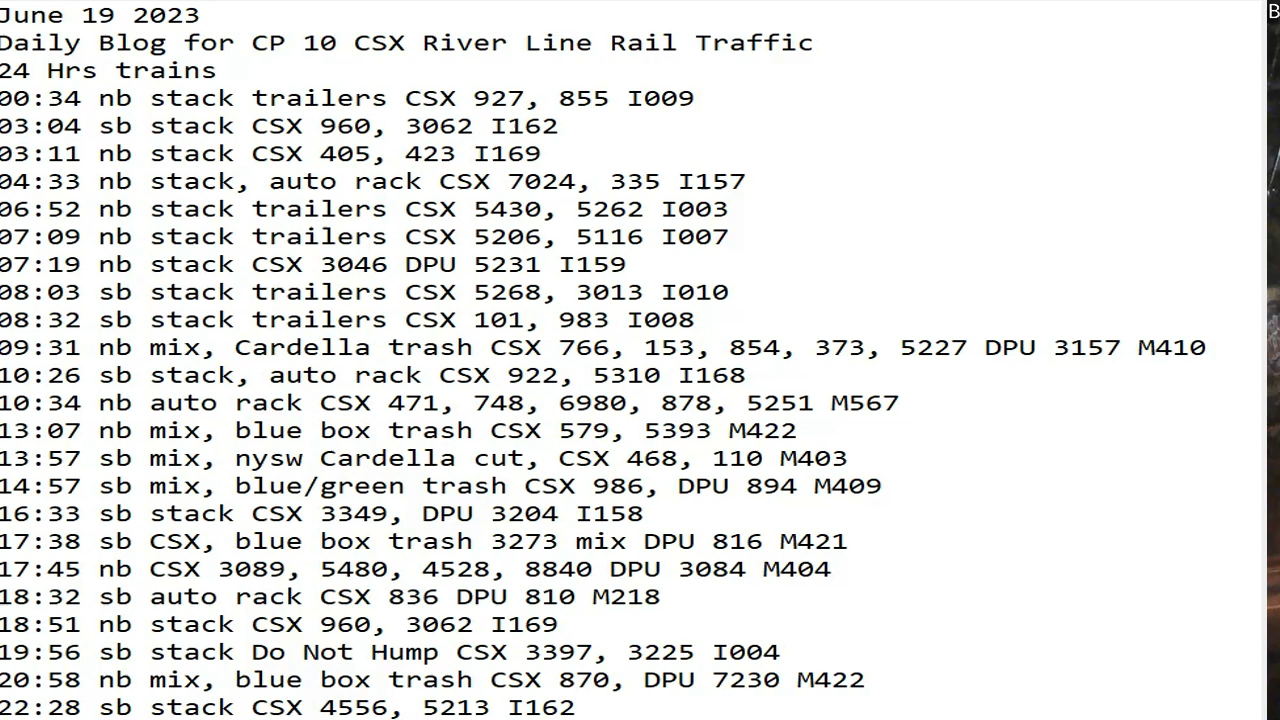 June 19 2023
Daily Blog for CP 10 CSX River Line Rail Traffic
24 Hrs trains
00:34 nb stack trailers CSX 927, 855 I009
03:04 sb stack CSX 960, 3062 I162
03:11 nb stack CSX 405, 423 I169
04:33 nb stack, auto rack CSX 7024, 335 I157
06:52 nb stack trailers CSX 5430, 5262 I003
07:09 nb stack trailers CSX 5206, 5116 I007
07:19 nb stack CSX 3046 DPU 5231 I159
08:03 sb stack trailers CSX 5268, 3013 I010
08:32 sb stack trailers CSX 101, 983 I008
09:31 nb mix, Cardella trash CSX 766, 153, 854, 373, 5227 DPU 3157 M410
10:26 sb stack, auto rack CSX 922, 5310 I168
10:34 nb auto rack CSX 471, 748, 6980, 878, 5251 M567
13:07 nb mix, blue box trash CSX 579, 5393 M422
13:57 sb mix, nysw Cardella cut, CSX 468, 110 M403
14:57 sb mix, blue/green trash CSX 986, DPU 894 M409
16:33 sb stack CSX 3349, DPU 3204 I158
17:38 sb CSX, blue box trash 3273 mix DPU 816 M421
17:45 nb CSX 3089, 5480, 4528, 8840 DPU 3084 M404
18:32 sb auto rack CSX 836 DPU 810 M218
18:51 nb stack CSX 960, 3062 I169
19:56 sb stack Do Not Hump CSX 3397, 3225 I004
20:58 nb mix, blue box trash CSX 870, DPU 7230 M422
22:28 sb stack CSX 4556, 5213 I162